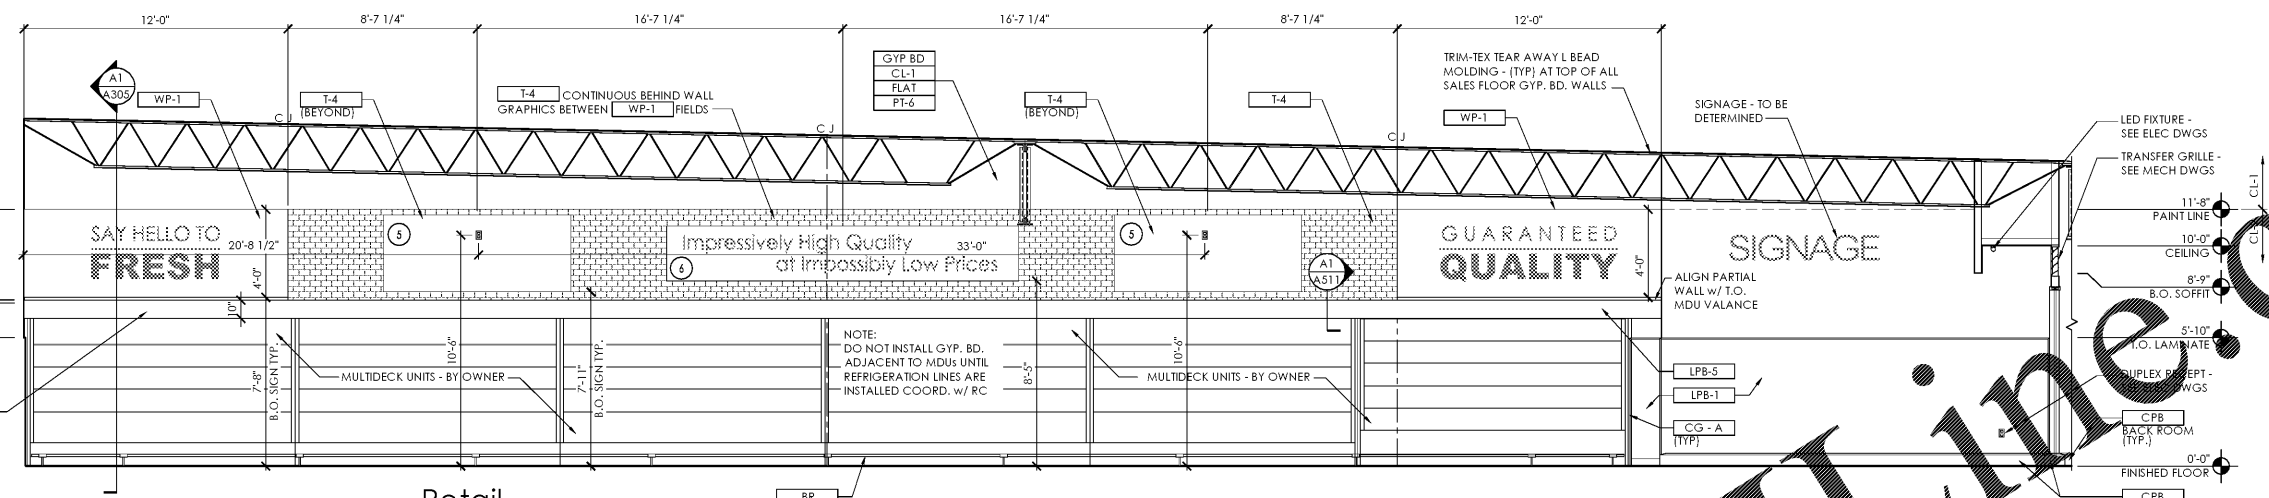 12'-0" 8'-7 1/4" 16'-7 1/4" 16'-7 1/4" 8'-7 1/4" 12'-0"
A1
A305
WP-1
T-4
(BEYOND)
T-4 CONTINUOUS BEHIND WALL
GRAPHICS BETWEEN WP-1 FIELDS
GYP BD
CL-1
FLAT
PT-6
T-4
(BEYOND)
T-4
WP-1
TRIM-TEX TEAR AWAY L BEAD
MOLDING - (TYP) AT TOP OF ALL
SALES FLOOR GYP. BD. WALLS
SIGNAGE - TO BE
DETERMINED
LED FIXTURE -
SEE ELEC DWGS
TRANSFER GRILLE -
SEE MECH DWGS
C J
C J
C J
CL-1
CL-
11'-8"
PAINT LINE
10'-0"
CEILING
8'-9"
B.O. SOFFIT
5'-10"
T.O. LAMINATE
SAY HELLO TO
FRESH
20'-8 1/2"
4'-0"
10"
5
Impressively High Quality
at Impossibly Low Prices
33'-0"
6
5
A1
A511
GUARANTEED
QUALITY
4'-0"
SIGNAGE
ALIGN PARTIAL
WALL w/ T.O.
MDU VALANCE
7'-8"
B.O. SIGN TYP.
MULTIDECK UNITS - BY OWNER
10'-6"
7'-11"
B.O. SIGN TYP.
NOTE:
DO NOT INSTALL GYP. BD.
ADJACENT TO MDUs UNTIL
REFRIGERATION LINES ARE
INSTALLED COORD. w/ RC
8'-5"
MULTIDECK UNITS - BY OWNER
10'-6"
LPB-5
LPB-1
CG - A
(TYP)
DUPLEX RECEPT -
SEE ELEC DWGS
CPB
BACK ROOM
(TYP.)
0'-0"
FINISHED FLOOR
CPB
BR
Retail
Line.